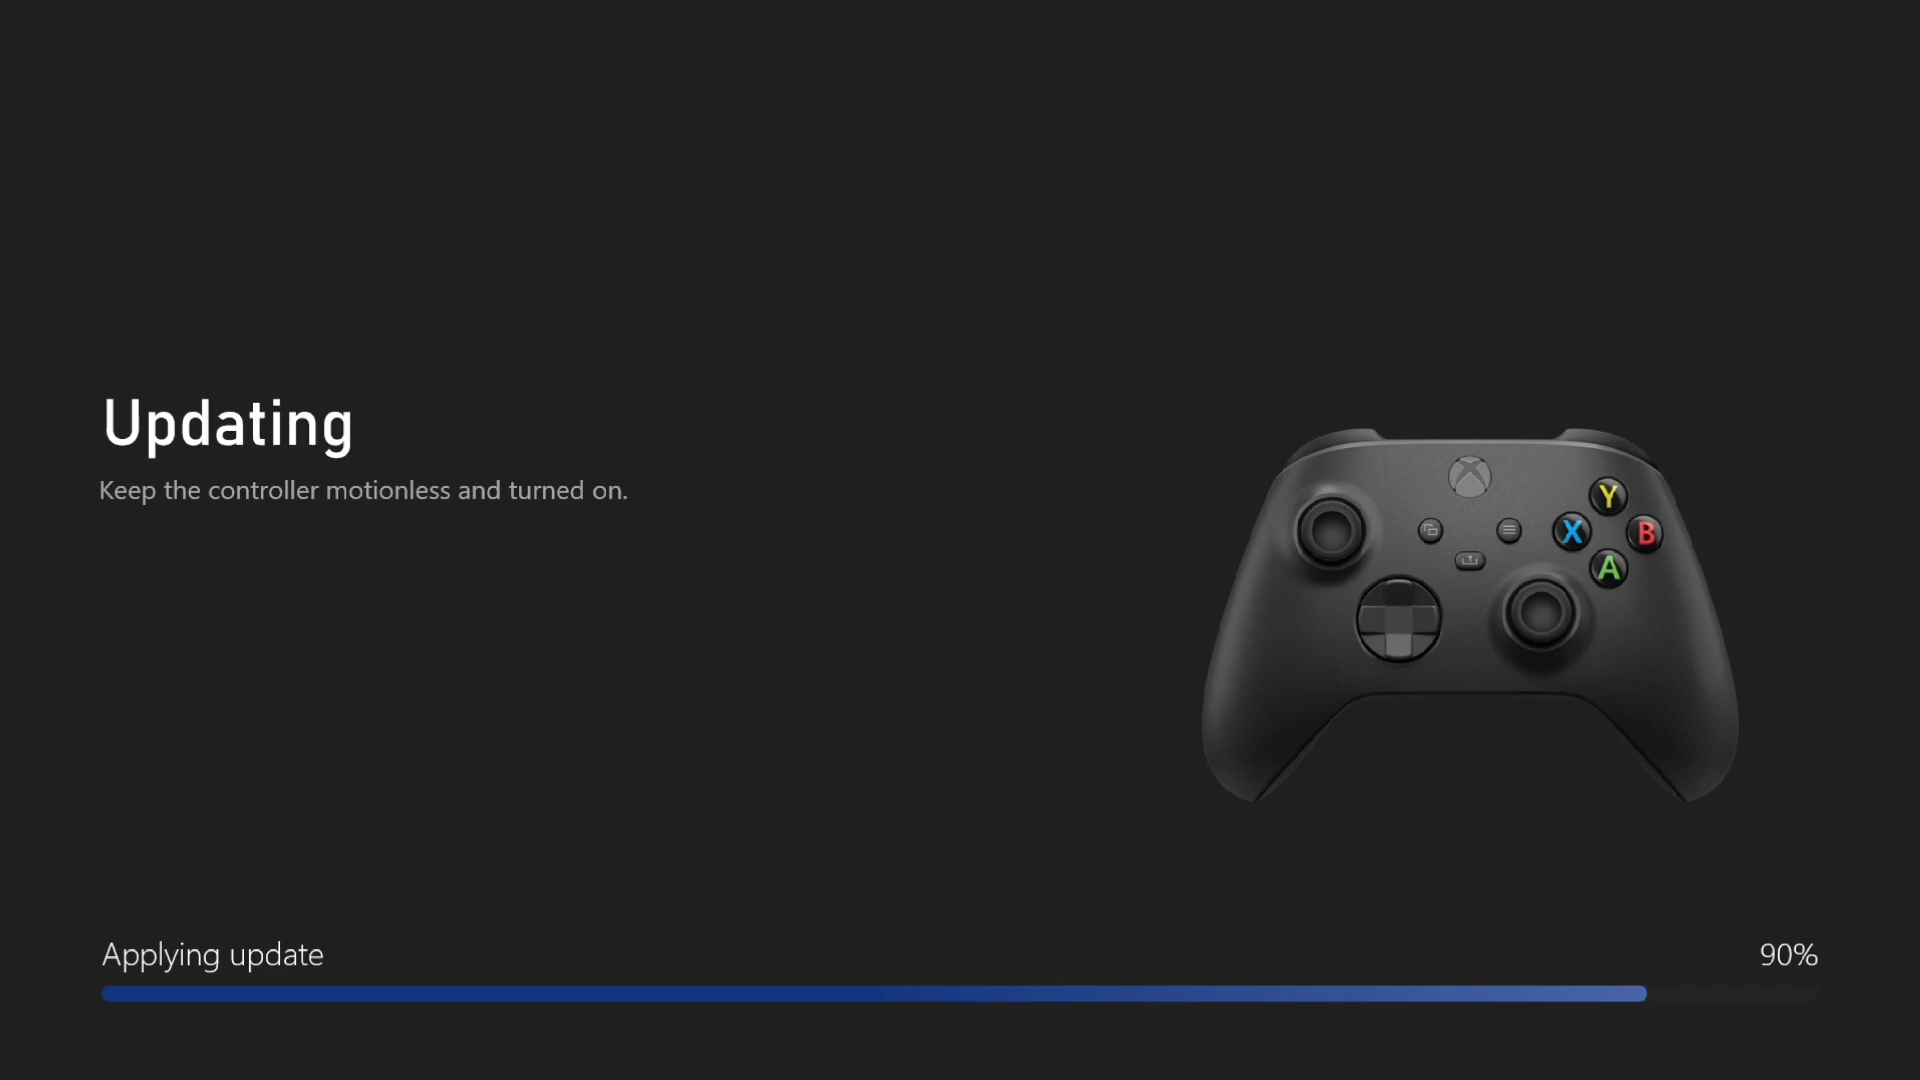 Updating
Keep the controller motionless and turned on.
Y
X
B
A
Applying update
90%